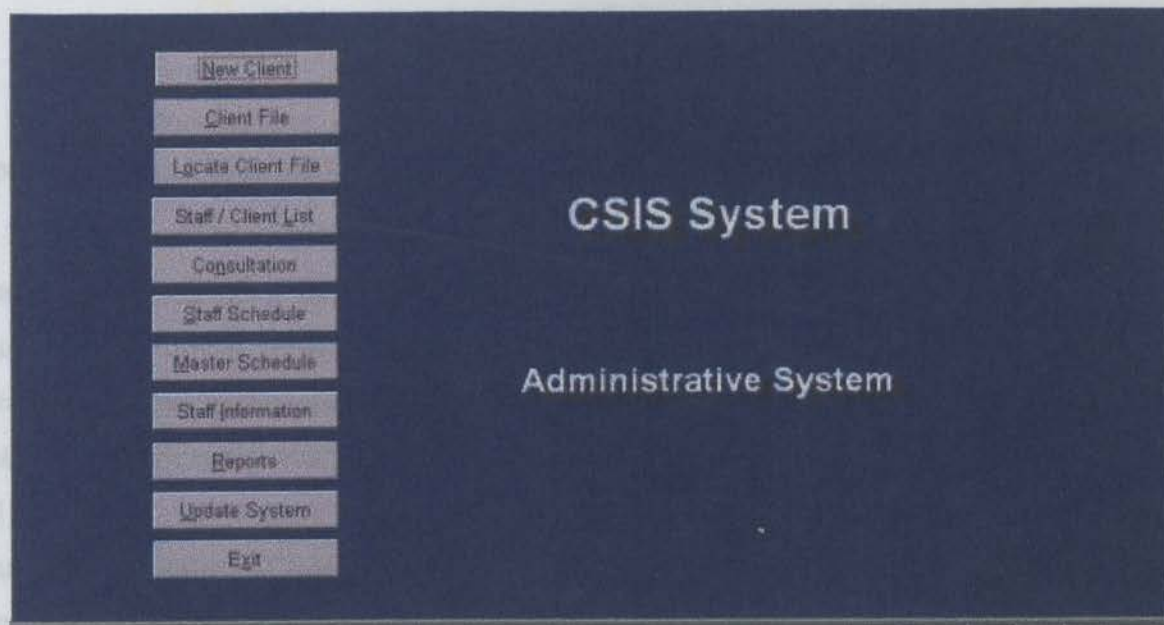 New Client
Client File
Locate Client File
Staff / Client List
Consultation
Staff Schedule
Master Schedule
Staff Information
Reports
Update System
Exit
CSIS System
Administrative System